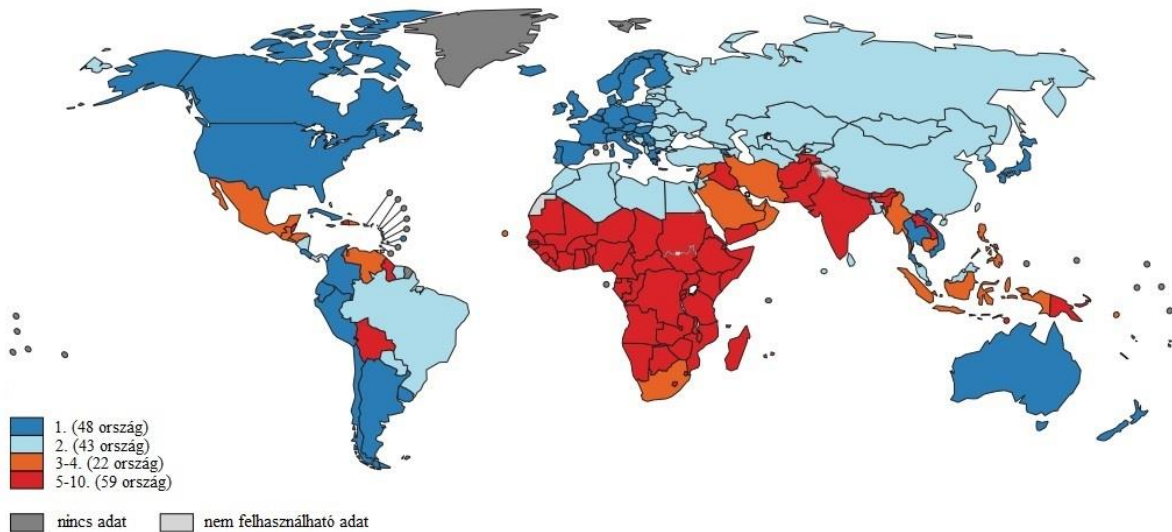 1. (48 ország)
2. (43 ország)
3-4. (22 ország)
5-10. (59 ország)
nincs adat
nem felhasználható adat